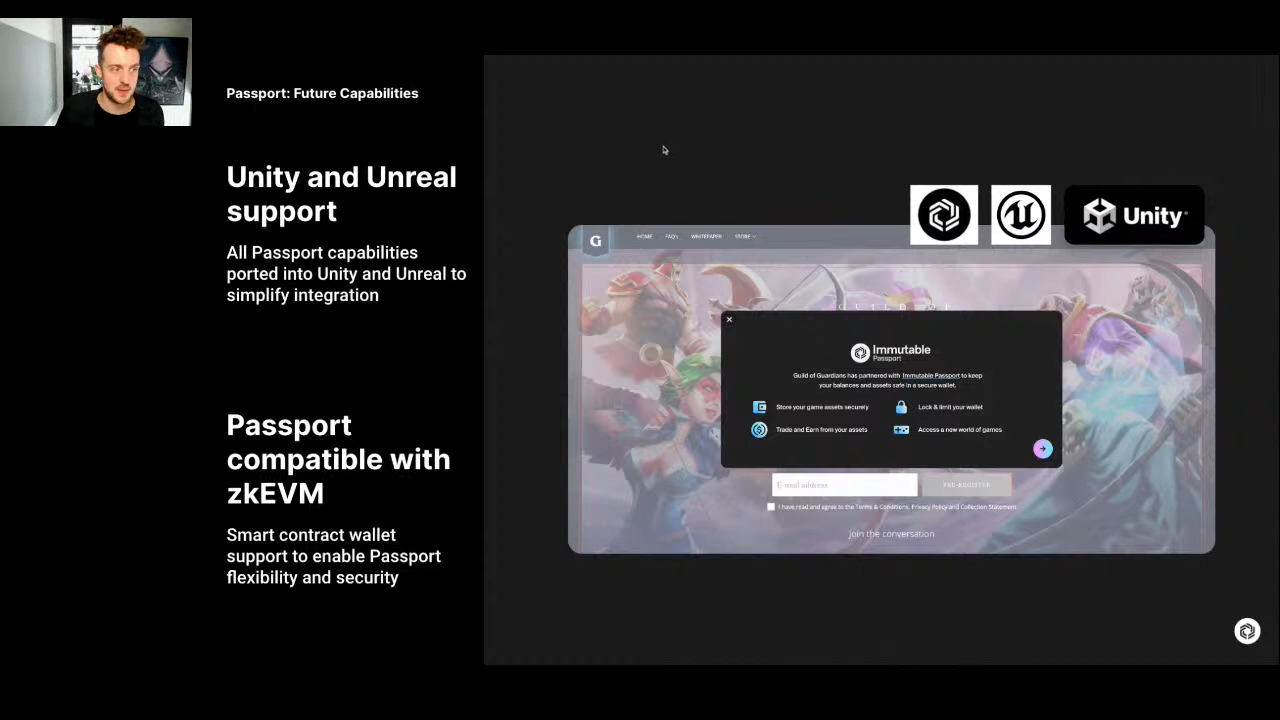 Passport: Future Capabilities
Unity and Unreal
support
All Passport capabilities
ported into Unity and Unreal to
simplify integration
Passport
compatible with
zkEVM
Smart contract wallet
support to enable Passport
flexibility and security
Unity
G
HOME FAQs WHITEPAPER STORE
GUILD OF
Immutable
Passport
Guild of Guardians has partnered with Immutable Passport to keep
your balances and assets safe in a secure wallet.
Store your game assets securely
Lock & limit your wallet
Trade and Earn from your assets
Access a new world of games
E-mail address
PRE-REGISTER
I have read and agree to the Terms & Conditions, Privacy Policy and Collection Statement
Join the conversation